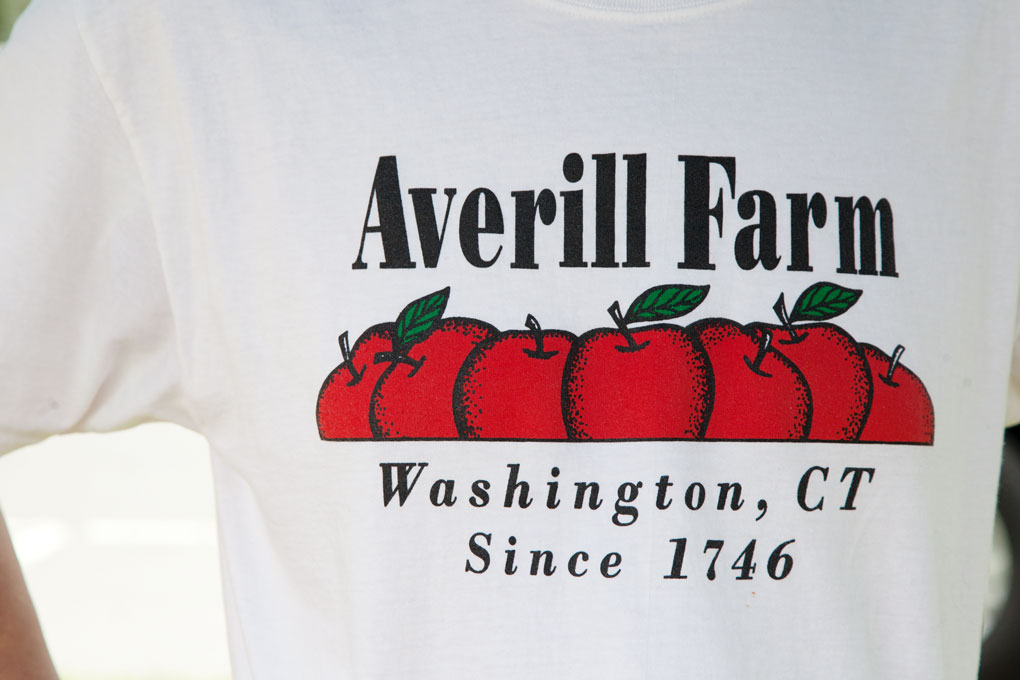 Averill Farm
Washington, CT
Since 1746